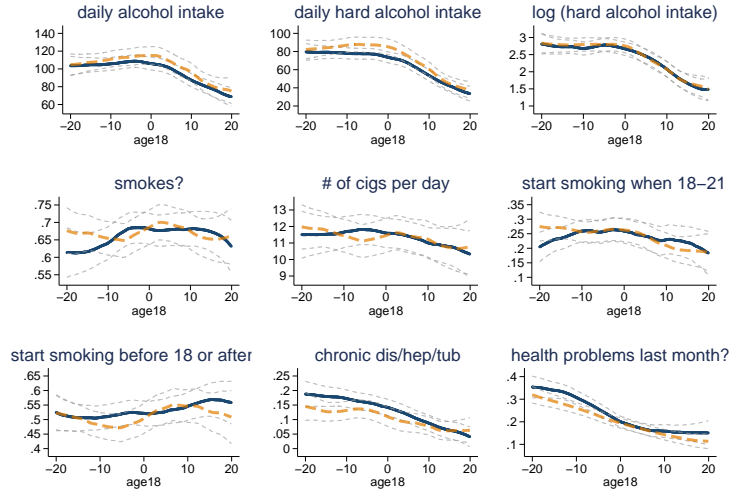 daily alcohol intake
140
120
100
80
60
−20 −10 0 10 20
age18
daily hard alcohol intake
100
80
60
40
20
−20 −10 0 10 20
age18
log (hard alcohol intake)
3
2.5
2
1.5
1
−20 −10 0 10 20
age18
smokes?
.75
.7
.65
.6
.55
−20 −10 0 10 20
age18
# of cigs per day
13
12
11
10
9
−20 −10 0 10 20
age18
start smoking when 18−21
.35
.3
.25
.2
.15
.1
−20 −10 0 10 20
age18
start smoking before 18 or after
.65
.6
.55
.5
.45
.4
−20 −10 0 10 20
age18
chronic dis/hep/tub
.25
.2
.15
.1
.05
0
−20 −10 0 10 20
age18
health problems last month?
.4
.3
.2
.1
−20 −10 0 10 20
age18